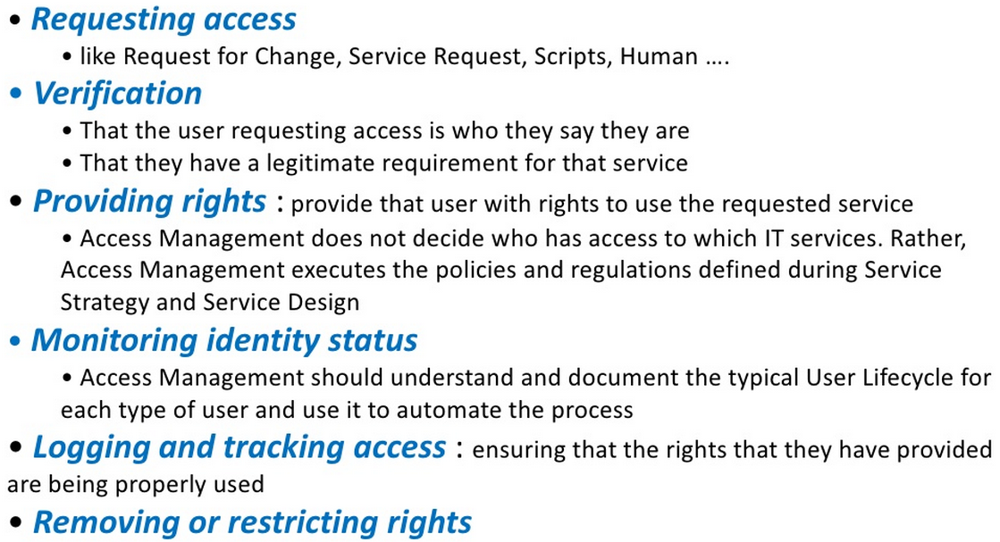 • Requesting access
• like Request for Change, Service Request, Scripts, Human ....
• Verification
• That the user requesting access is who they say they are
• That they have a legitimate requirement for that service
• Providing rights : provide that user with rights to use the requested service
• Access Management does not decide who has access to which IT services. Rather,
Access Management executes the policies and regulations defined during Service
Strategy and Service Design
• Monitoring identity status
• Access Management should understand and document the typical User Lifecycle for
each type of user and use it to automate the process
• Logging and tracking access : ensuring that the rights that they have provided
are being properly used
• Removing or restricting rights